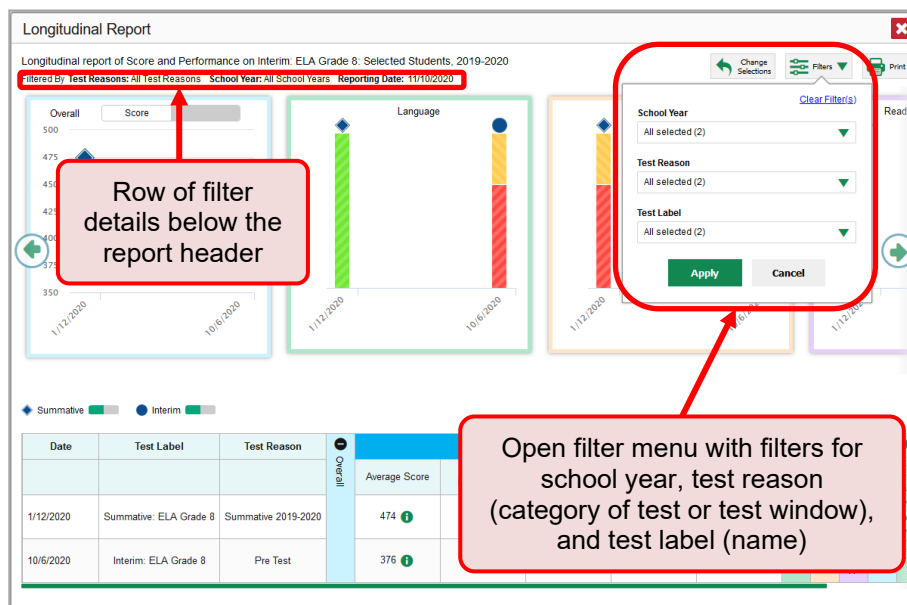 Longitudinal Report
Longitudinal report of Score and Performance on Interim: ELA Grade 8: Selected Students, 2019-2020
Filtered By Test Reasons: All Test Reasons School Year: All School Years Reporting Date: 11/10/2020
Change Selections
Filters
Print
Clear Filter(s)
School Year
All selected (2)
Test Reason
All selected (2)
Test Label
All selected (2)
Apply Cancel
Overall Score
500
475
450
425
400
375
350
1/12/2020 10/6/2020
Language
1/12/2020 10/6/2020
1/12/2020 10/6/2020
Read
1/12/2020
Row of filter
details below the
report header
Summative Interim
Open filter menu with filters for
school year, test reason
(category of test or test window),
and test label (name)
Date Test Label Test Reason Overall
Average Score
1/12/2020 Summative: ELA Grade 8 Summative 2019-2020 474
10/6/2020 Interim: ELA Grade 8 Pre Test 376